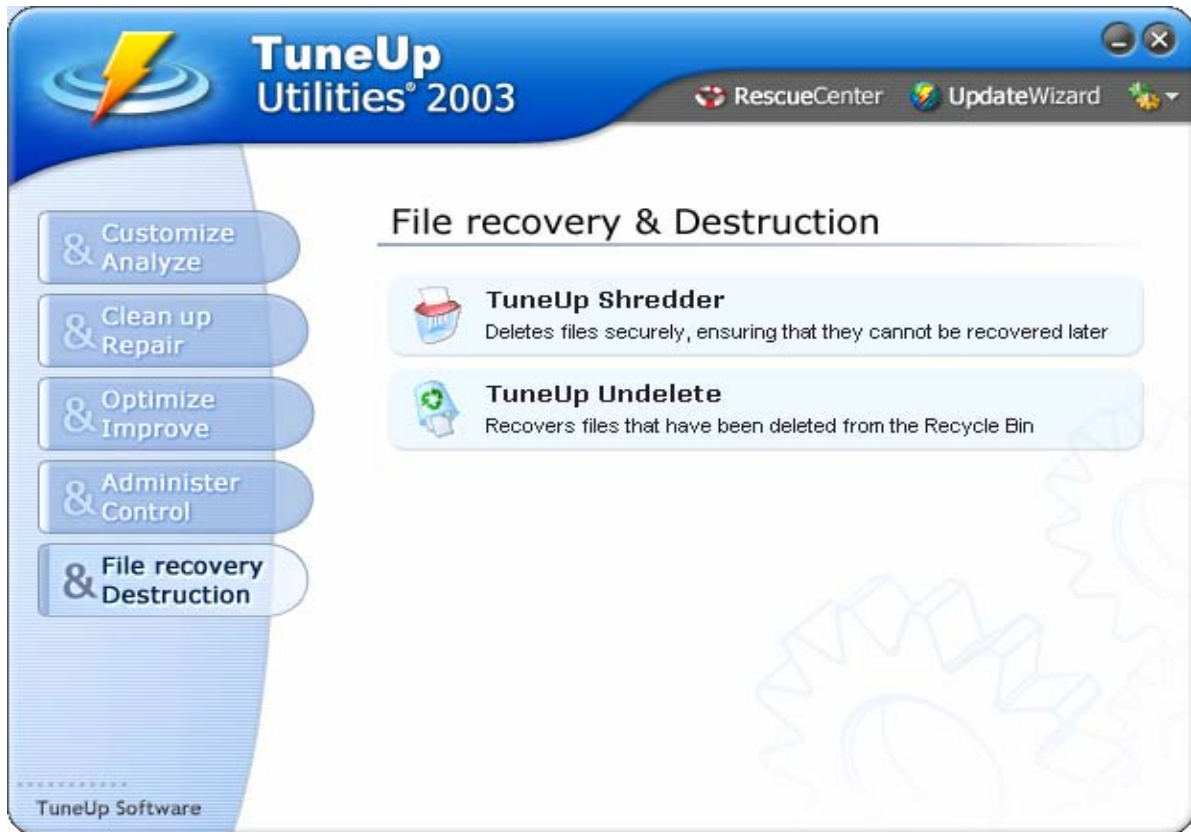 TuneUp
Utilities® 2003
RescueCenter
UpdateWizard
& Customize
Analyze
& Clean up
Repair
& Optimize
Improve
& Administer
Control
& File recovery
Destruction
File recovery & Destruction
TuneUp Shredder
Deletes files securely, ensuring that they cannot be recovered later
TuneUp Undelete
Recovers files that have been deleted from the Recycle Bin
TuneUp Software